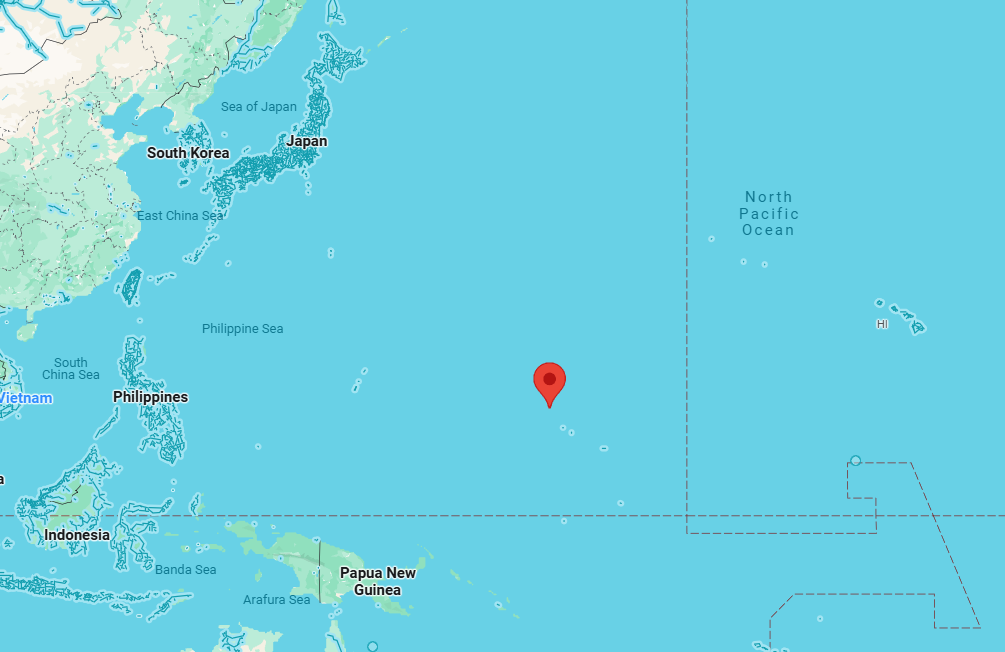 Sea of Japan
Japan
South Korea
North
Pacific
Ocean
East China Sea
HI
Philippine Sea
South
China Sea
Vietnam
Philippines
a
Indonesia
Banda Sea
Papua New
Guinea
Arafura Sea